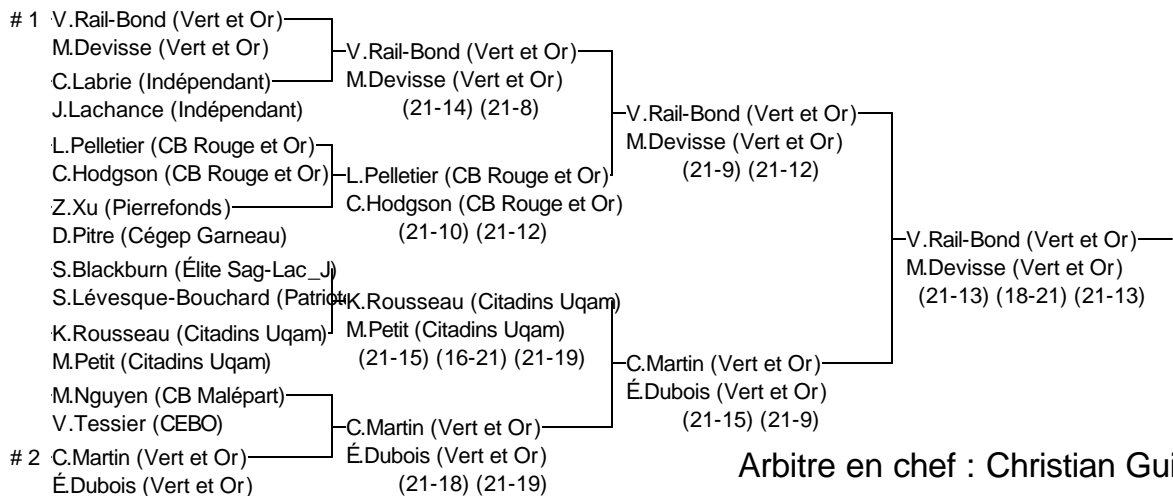 # 1 V.Rail-Bond (Vert et Or)
M.Devisse (Vert et Or)
C.Labrie (Indépendant)
J.Lachance (Indépendant)
L.Pelletier (CB Rouge et Or)
C.Hodgson (CB Rouge et Or)
Z.Xu (Pierrefonds)
D.Pitre (Cégep Garneau)
S.Blackburn (Élite Sag-Lac_J)
S.Lévesque-Bouchard
K.Rousseau (Citadins Uqam)
M.Petit (Citadins Uqam)
M.Nguyen (CB Malépart)
V.Tessier (CEBO)
# 2 C.Martin (Vert et Or)
É.Dubois (Vert et Or)
V.Rail-Bond (Vert et Or)
M.Devisse (Vert et Or)
(21-14) (21-8)
L.Pelletier (CB Rouge et Or)
C.Hodgson (CB Rouge et Or)
(21-10) (21-12)
K.Rousseau (Citadins Uqam)
M.Petit (Citadins Uqam)
(21-15) (16-21) (21-19)
C.Martin (Vert et Or)
É.Dubois (Vert et Or)
(21-18) (21-19)
V.Rail-Bond (Vert et Or)
M.Devisse (Vert et Or)
(21-9) (21-12)
C.Martin (Vert et Or)
É.Dubois (Vert et Or)
(21-15) (21-9)
V.Rail-Bond (Vert et Or)
M.Devisse (Vert et Or)
(21-13) (18-21) (21-13)
Arbitre en chef : Christian